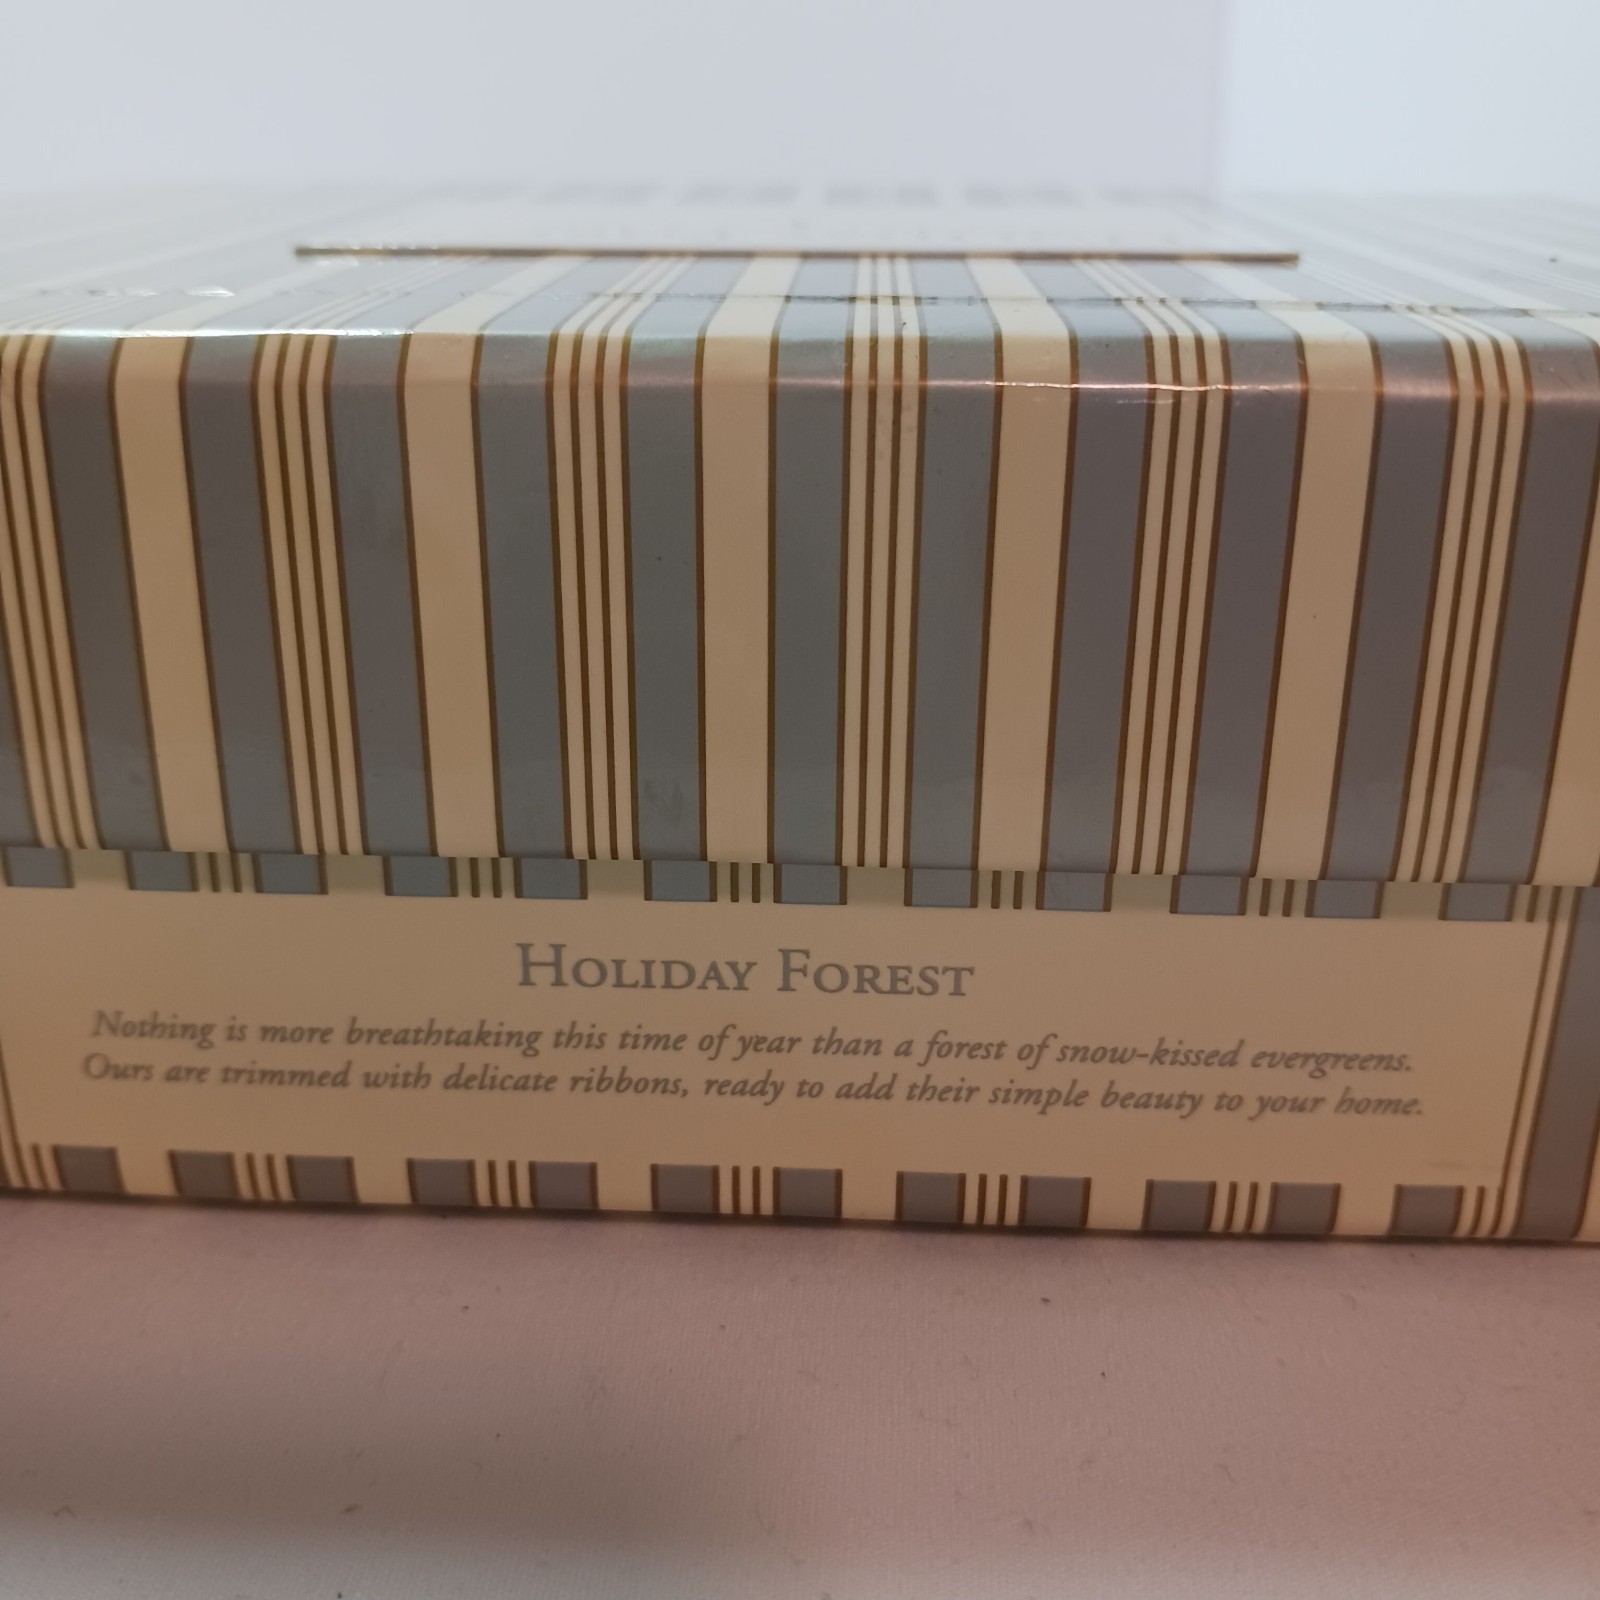 Holiday Forest
Nothing is more breathtaking this time of year than a forest of snow-kissed evergreens.
Ours are trimmed with delicate ribbons, ready to add their simple beauty to your home.